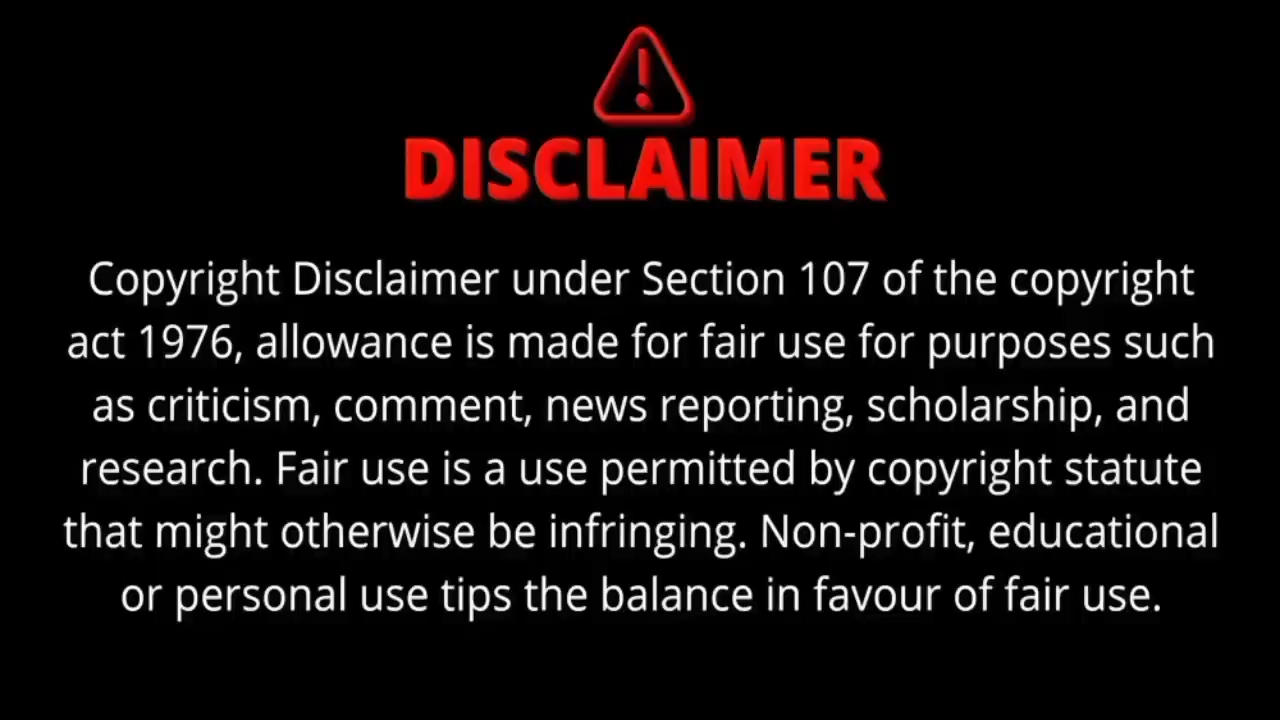 DISCLAIMER
Copyright Disclaimer under Section 107 of the copyright
act 1976, allowance is made for fair use for purposes such
as criticism, comment, news reporting, scholarship, and
research. Fair use is a use permitted by copyright statute
that might otherwise be infringing. Non-profit, educational
or personal use tips the balance in favour of fair use.